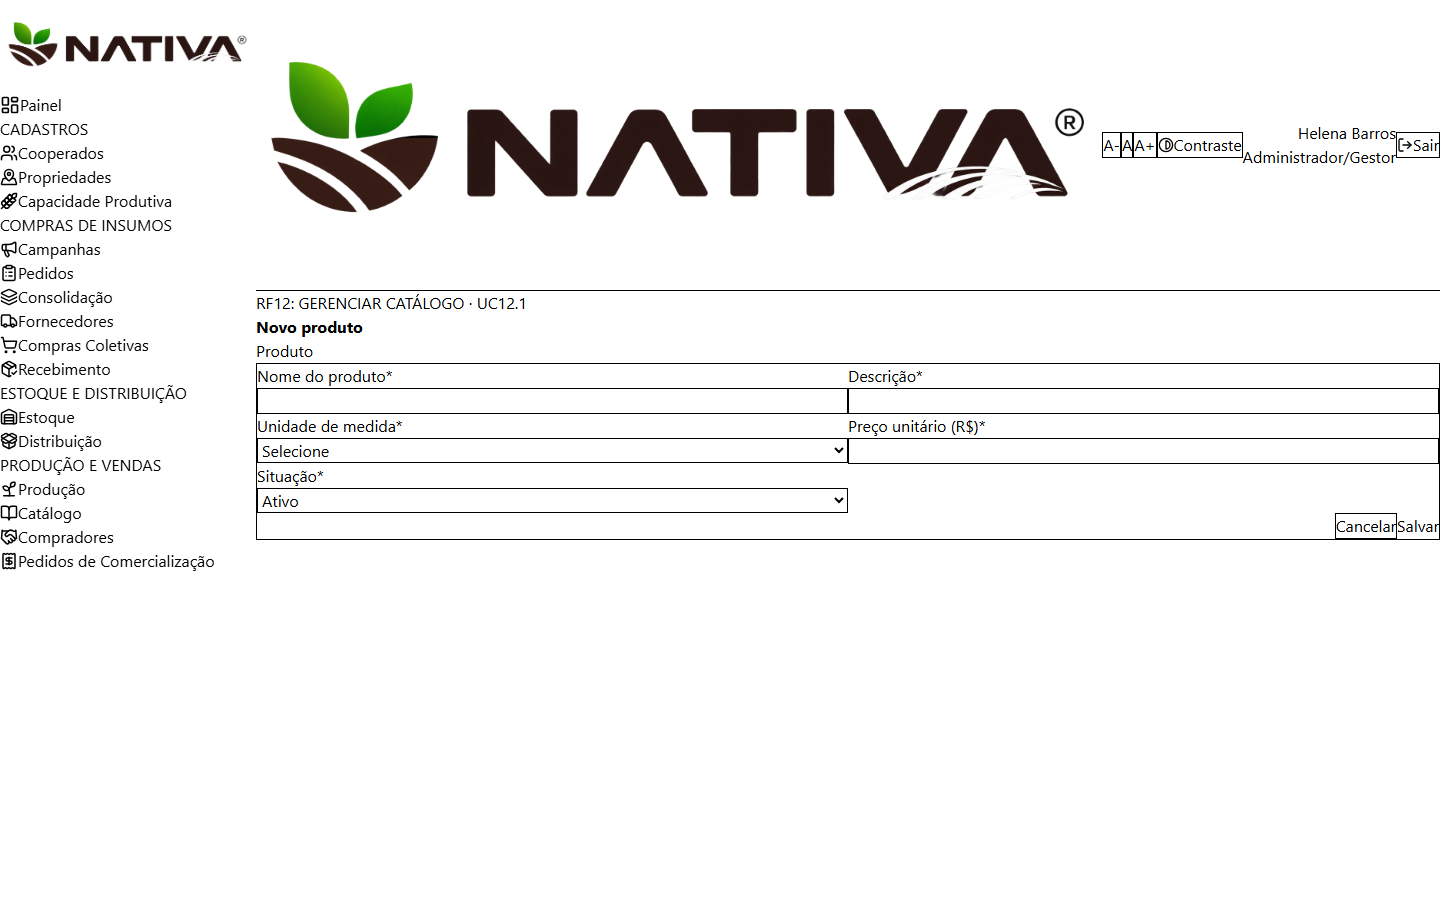 NATIVA®
Painel
CADASTROS
Cooperados
Propriedades
Capacidade Produtiva
COMPRAS DE INSUMOS
Campanhas
Pedidos
Consolidação
Fornecedores
Compras Coletivas
Recebimento
ESTOQUE E DISTRIBUIÇÃO
Estoque
Distribuição
PRODUÇÃO E VENDAS
Produção
Catálogo
Compradores
Pedidos de Comercialização
NATIVA®
A-
A
A+
Contraste
Helena Barros
Administrador/Gestor
Sair
RF12: GERENCIAR CATÁLOGO · UC12.1
Novo produto
Produto
Nome do produto*
Descrição*
Unidade de medida*
Selecione
Preço unitário (R$)*
Situação*
Ativo
Cancelar
Salvar